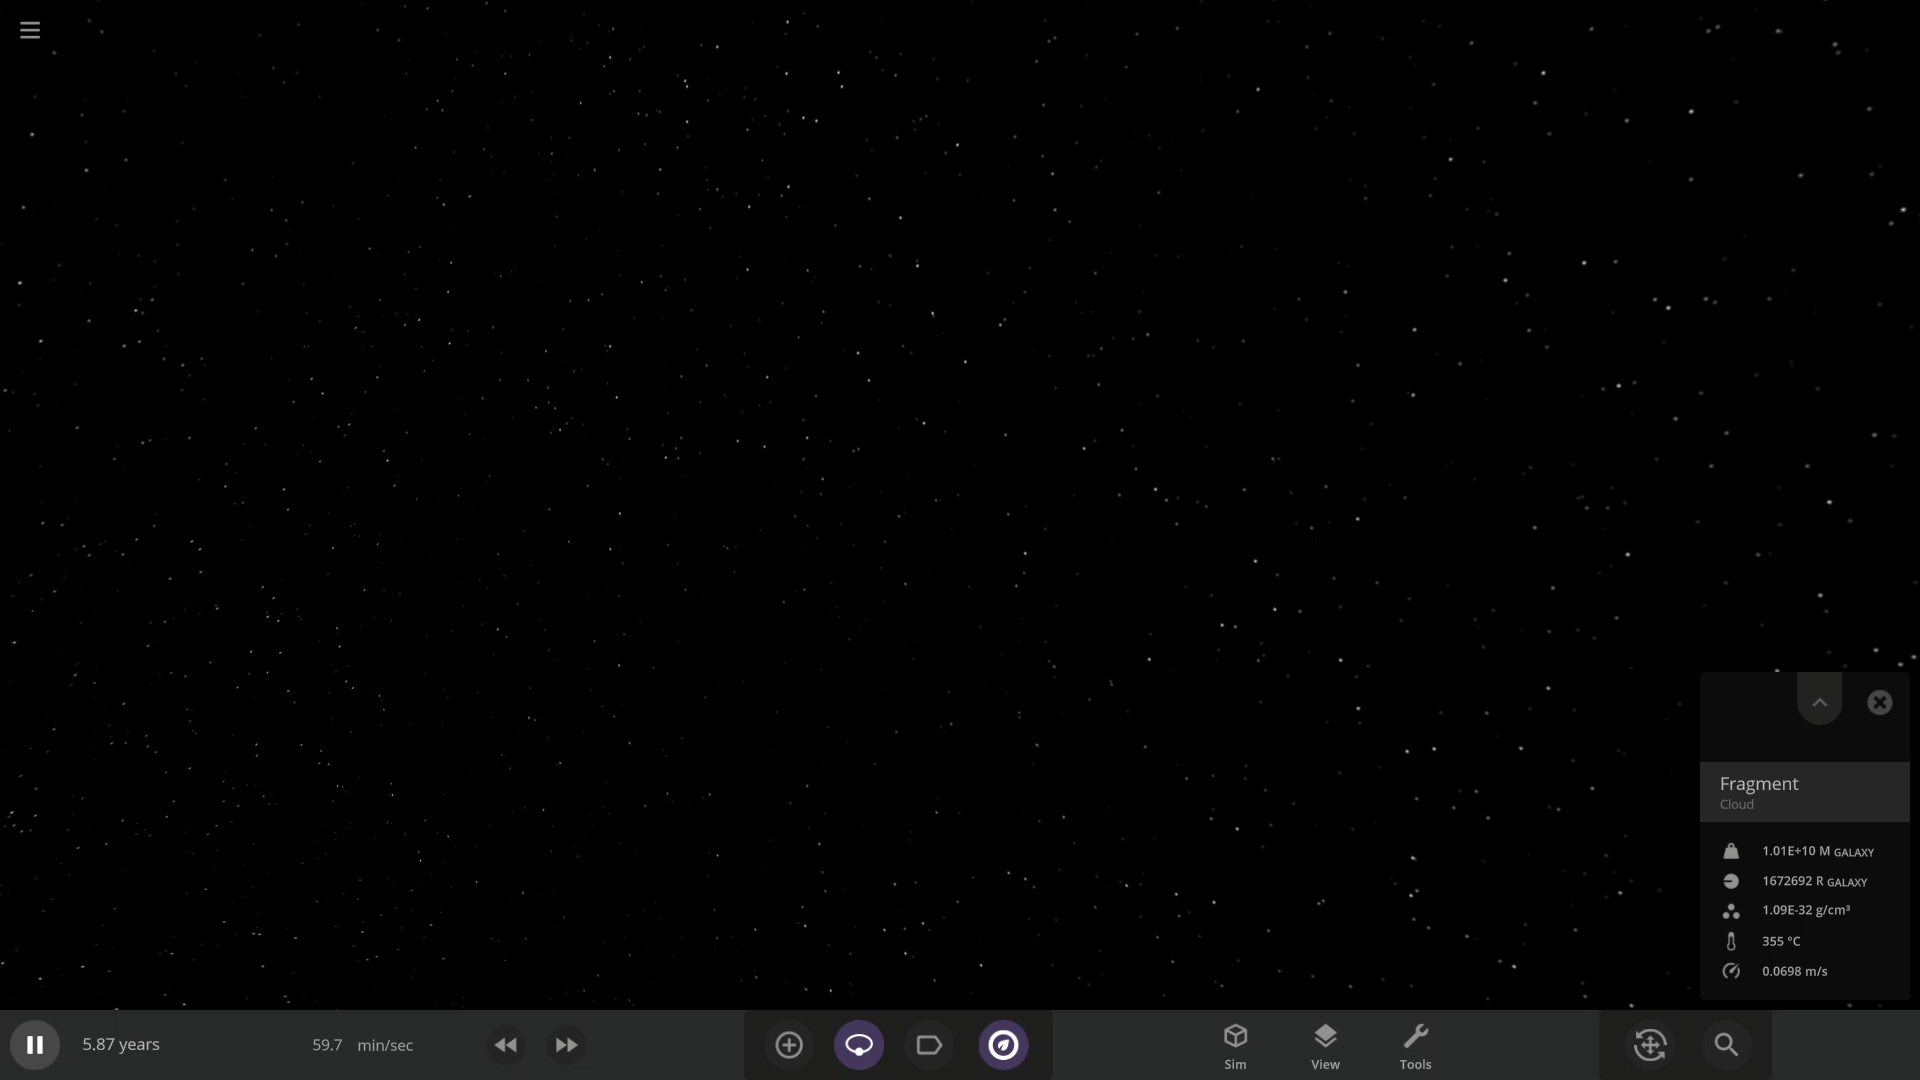 Fragment
Cloud
1.01E+10 M GALAXY
1672692 R GALAXY
1.09E-32 g/cm³
355 °C
0.0698 m/s
5.87 years
59.7 min/sec
Sim
View
Tools